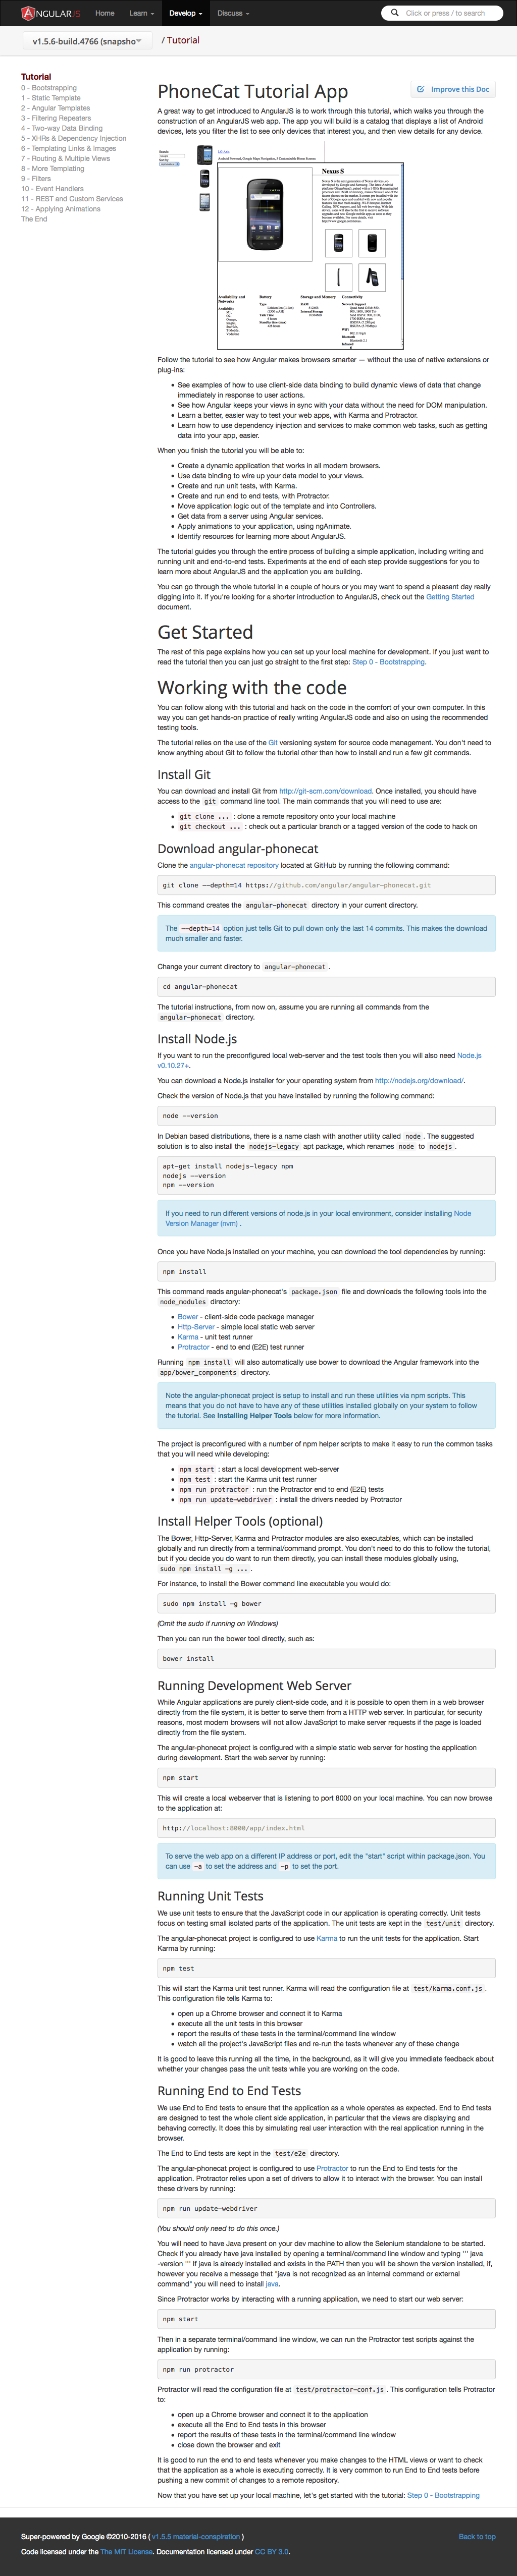 ANGULARJS Home Learn Develop Discuss Click or press / to search
v1.5.6-build.4766 (snapsho / Tutorial
Tutorial
0 - Bootstrapping
1 - Static Template
2 - Angular Templates
3 - Filtering Repeaters
4 - Two-way Data Binding
5 - XHRs & Dependency Injection
6 - Templating Links & Images
7 - Routing & Multiple Views
8 - More Templating
9 - Filters
10 - Event Handlers
11 - REST and Custom Services
12 - Applying Animations
The End
Improve this Doc
PhoneCat Tutorial App
A great way to get introduced to AngularJS is to work through this tutorial, which walks you through the
construction of an AngularJS web app. The app you will build is a catalog that displays a list of Android
devices, lets you filter the list to see only devices that interest you, and then view details for any device.
Nexus S
Availability and
Networks
Battery
Storage and Memory
Connectivity
Follow the tutorial to see how Angular makes browsers smarter — without the use of native extensions or
plug-ins:
See examples of how to use client-side data binding to build dynamic views of data that change
immediately in response to user actions.
See how Angular keeps your views in sync with your data without the need for DOM manipulation.
Learn a better, easier way to test your web apps, with Karma and Protractor.
Learn how to use dependency injection and services to make common web tasks, such as getting
data into your app, easier.
When you finish the tutorial you will be able to:
Create a dynamic application that works in all modern browsers.
Use data binding to wire up your data model to your views.
Create and run unit tests, with Karma.
Create and run end to end tests, with Protractor.
Move application logic out of the template and into Controllers.
Get data from a server using Angular services.
Apply animations to your application, using ngAnimate.
Identify resources for learning more about AngularJS.
The tutorial guides you through the entire process of building a simple application, including writing and
running unit and end-to-end tests. Experiments at the end of each step provide suggestions for you to
learn more about AngularJS and the application you are building.
You can go through the whole tutorial in a couple of hours or you may want to spend a pleasant day really
digging into it. If you're looking for a shorter introduction to AngularJS, check out the Getting Started
document.
Get Started
The rest of this page explains how you can set up your local machine for development. If you just want to
read the tutorial then you can just go straight to the first step: Step 0 - Bootstrapping.
Working with the code
You can follow along with this tutorial and hack on the code in the comfort of your own computer. In this
way you can get hands-on practice of really writing AngularJS code and also on using the recommended
testing tools.
The tutorial relies on the use of the Git versioning system for source code management. You don't need to
know anything about Git to follow the tutorial other than how to install and run a few git commands.
Install Git
You can download and install Git from http://git-scm.com/download. Once installed, you should have
access to the git command line tool. The main commands that you will need to use are:
git clone ... : clone a remote repository onto your local machine
git checkout ... : check out a particular branch or a tagged version of the code to hack on
Download angular-phonecat
Clone the angular-phonecat repository located at GitHub by running the following command:
git clone --depth=14 https://github.com/angular/angular-phonecat.git
This command creates the angular-phonecat directory in your current directory.
The --depth=14 option just tells Git to pull down only the last 14 commits. This makes the download
much smaller and faster.
Change your current directory to angular-phonecat .
cd angular-phonecat
The tutorial instructions, from now on, assume you are running all commands from the
angular-phonecat directory.
Install Node.js
If you want to run the preconfigured local web-server and the test tools then you will also need Node.js
v0.10.27+.
You can download a Node.js installer for your operating system from http://nodejs.org/download/.
Check the version of Node.js that you have installed by running the following command:
node --version
In Debian based distributions, there is a name clash with another utility called node . The suggested
solution is to also install the nodejs-legacy apt package, which renames node to nodejs .
apt-get install nodejs-legacy npm
nodejs --version
npm --version
If you need to run different versions of node.js in your local environment, consider installing Node
Version Manager (nvm) .
Once you have Node.js installed on your machine, you can download the tool dependencies by running:
npm install
This command reads angular-phonecat's package.json file and downloads the following tools into the
node_modules directory:
Bower - client-side code package manager
Http-Server - simple local static web server
Karma - unit test runner
Protractor - end to end (E2E) test runner
Running npm install will also automatically use bower to download the Angular framework into the
app/bower_components directory.
Note the angular-phonecat project is setup to install and run these utilities via npm scripts. This
means that you do not have to have any of these utilities installed globally on your system to follow
the tutorial. See Installing Helper Tools below for more information.
The project is preconfigured with a number of npm helper scripts to make it easy to run the common tasks
that you will need while developing:
npm start : start a local development web-server
npm test : start the Karma unit test runner
npm run protractor : run the Protractor end to end (E2E) tests
npm run update-webdriver : install the drivers needed by Protractor
Install Helper Tools (optional)
The Bower, Http-Server, Karma and Protractor modules are also executables, which can be installed
globally and run directly from a terminal/command prompt. You don't need to do this to follow the tutorial,
but if you decide you do want to run them directly, you can install these modules globally using,
sudo npm install -g ... .
For instance, to install the Bower command line executable you would do:
sudo npm install -g bower
(Omit the sudo if running on Windows)
Then you can run the bower tool directly, such as:
bower install
Running Development Web Server
While Angular applications are purely client-side code, and it is possible to open them in a web browser
directly from the file system, it is better to serve them from a HTTP web server. In particular, for security
reasons, most modern browsers will not allow JavaScript to make server requests if the page is loaded
directly from the file system.
The angular-phonecat project is configured with a simple static web server for hosting the application
during development. Start the web server by running:
npm start
This will create a local webserver that is listening to port 8000 on your local machine. You can now browse
to the application at:
http://localhost:8000/app/index.html
To serve the web app on a different IP address or port, edit the "start" script within package.json. You
can use -a to set the address and -p to set the port.
Running Unit Tests
We use unit tests to ensure that the JavaScript code in our application is operating correctly. Unit tests
focus on testing small isolated parts of the application. The unit tests are kept in the test/unit directory.
The angular-phonecat project is configured to use Karma to run the unit tests for the application. Start
Karma by running:
npm test
This will start the Karma unit test runner. Karma will read the configuration file at test/karma.conf.js .
This configuration file tells Karma to:
open up a Chrome browser and connect it to Karma
execute all the unit tests in this browser
report the results of these tests in the terminal/command line window
watch all the project's JavaScript files and re-run the tests whenever any of these change
It is good to leave this running all the time, in the background, as it will give you immediate feedback about
whether your changes pass the unit tests while you are working on the code.
Running End to End Tests
We use End to End tests to ensure that the application as a whole operates as expected. End to End tests
are designed to test the whole client side application, in particular that the views are displaying and
behaving correctly. It does this by simulating real user interaction with the real application running in the
browser.
The End to End tests are kept in the test/e2e directory.
The angular-phonecat project is configured to use Protractor to run the End to End tests for the
application. Protractor relies upon a set of drivers to allow it to interact with the browser. You can install
these drivers by running:
npm run update-webdriver
(You should only need to do this once.)
You will need to have Java present on your dev machine to allow the Selenium standalone to be started.
Check if you already have java installed by opening a terminal/command line window and typing ''' java
-version ''' If java is already installed and exists in the PATH then you will be shown the version installed, if,
however you receive a message that "java is not recognized as an internal command or external
command" you will need to install java.
Since Protractor works by interacting with a running application, we need to start our web server:
npm start
Then in a separate terminal/command line window, we can run the Protractor test scripts against the
application by running:
npm run protractor
Protractor will read the configuration file at test/protractor-conf.js . This configuration tells Protractor
to:
open up a Chrome browser and connect it to the application
execute all the End to End tests in this browser
report the results of these tests in the terminal/command line window
close down the browser and exit
It is good to run the end to end tests whenever you make changes to the HTML views or want to check
that the application as a whole is executing correctly. It is very common to run End to End tests before
pushing a new commit of changes to a remote repository.
Now that you have set up your local machine, let's get started with the tutorial: Step 0 - Bootstrapping
Super-powered by Google ©2010-2016 ( v1.5.5 material-conspiration ) Back to top
Code licensed under the The MIT License. Documentation licensed under CC BY 3.0.